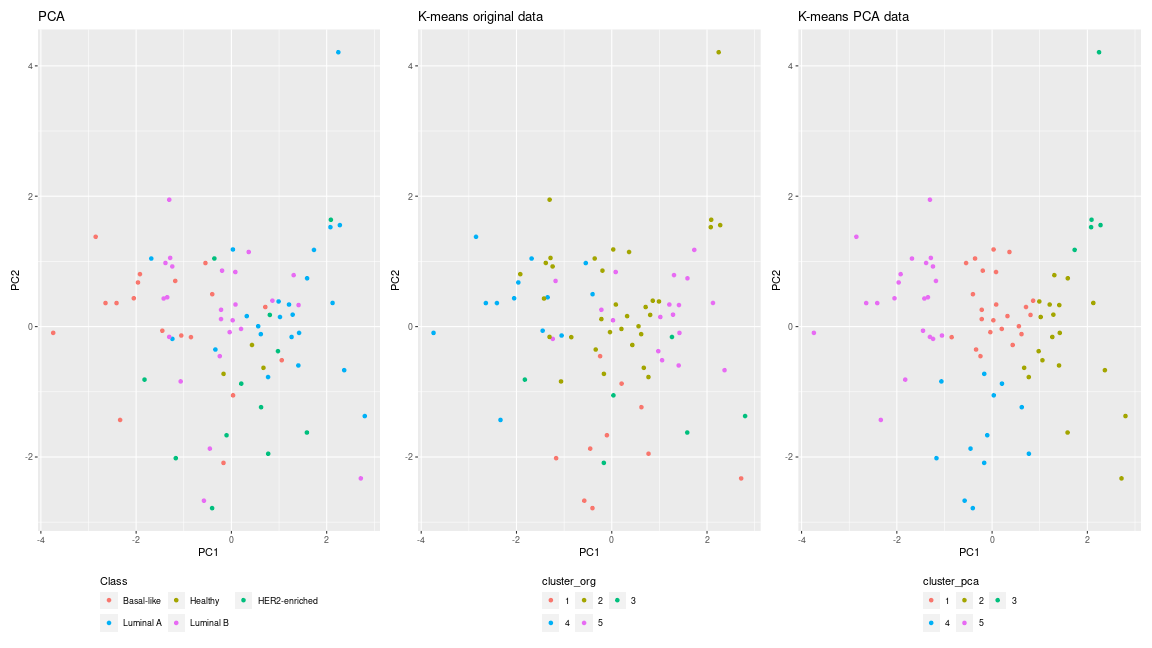 PCA
K-means original data
K-means PCA data
4
2
0
-2
PC2
-4
-2
0
2
PC1
4
2
0
-2
PC2
-4
-2
0
2
PC1
4
2
0
-2
PC2
-4
-2
0
2
PC1
Class
Basal-like Healthy HER2-enriched
Luminal A Luminal B
cluster_org
1 2 3
4 5
cluster_pca
1 2 3
4 5